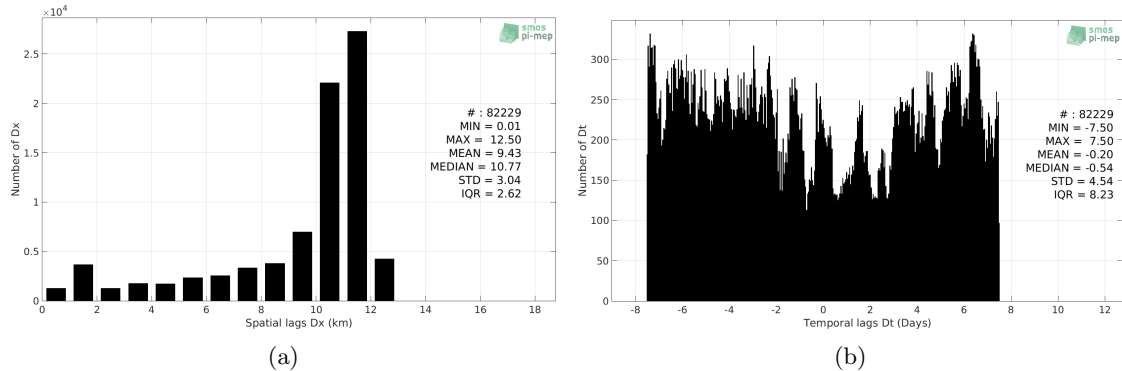 ×10⁴
smos
pi-mep
2.5
2
1.5
1
0.5
0
Number of Dx
# : 82229
MIN = 0.01
MAX = 12.50
MEAN = 9.43
MEDIAN = 10.77
STD = 3.04
IQR = 2.62
0 2 4 6 8 10 12 14 16 18
Spatial lags Dx (km)
(a)
smos
pi-mep
300
250
200
150
100
50
0
Number of Dt
# : 82229
MIN = -7.50
MAX = 7.50
MEAN = -0.20
MEDIAN = -0.54
STD = 4.54
IQR = 8.23
-8 -6 -4 -2 0 2 4 6 8 10 12
Temporal lags Dt (Days)
(b)